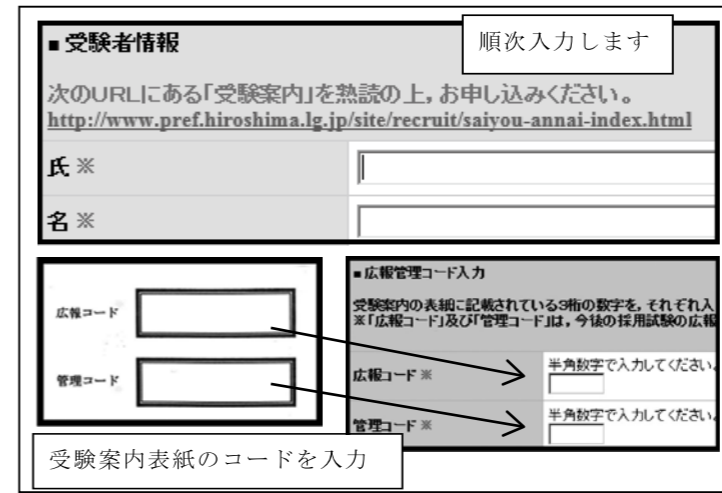 ■受験者情報
順次入力します
次のURLにある「受験案内」を熟読の上，お申し込みください。
http://www.pref.hiroshima.lg.jp/site/recruit/saiyou-annai-index.html
氏※
名※
広報コード
管理コード
■広報管理コード入力
受験案内の表紙に記載されている3桁の数字を，それぞれ入
※「広報コード」及び「管理コード」は，今後の採用試験の広報
広報コード※
半角数字で入力してください。
管理コード※
半角数字で入力してください。
受験案内表紙のコードを入力